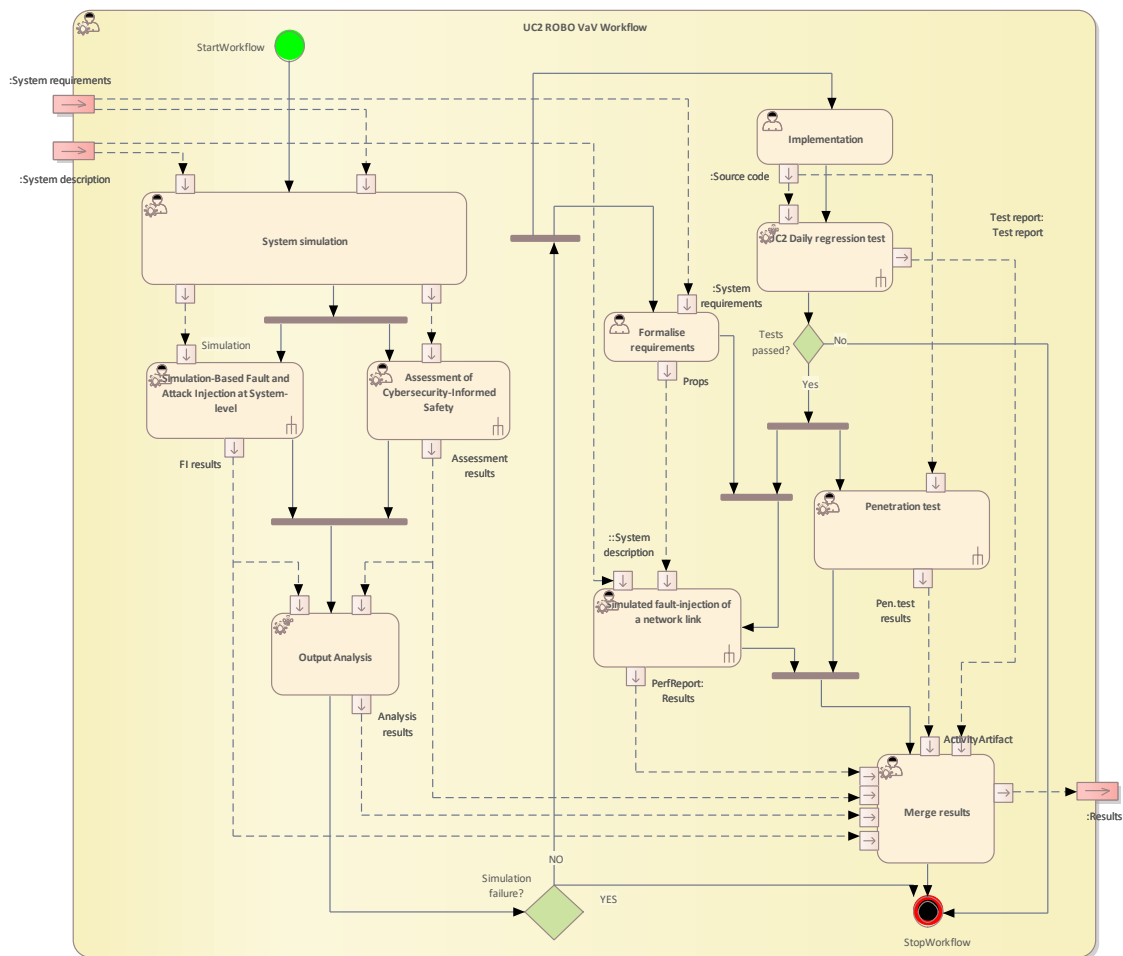 UC2 ROBO VaV Workflow
StartWorkflow
:System requirements
:System description
System simulation
Implementation
:Source code
UC2 Daily regression test
Test report:
Test report
:System
requirements
Formalise
requirements
Tests
passed?
No
Yes
Simulation
Simulation-Based Fault and
Attack Injection at System-
level
Assessment of
Cybersecurity-Informed
Safety
Props
FI results
Assessment
results
Penetration test
::System
description
Simulated fault-injection of
a network link
Pen.test
results
Output Analysis
PerfReport:
Results
Analysis
results
ActivityArtifact
Merge results
:Results
NO
Simulation
failure?
YES
StopWorkflow